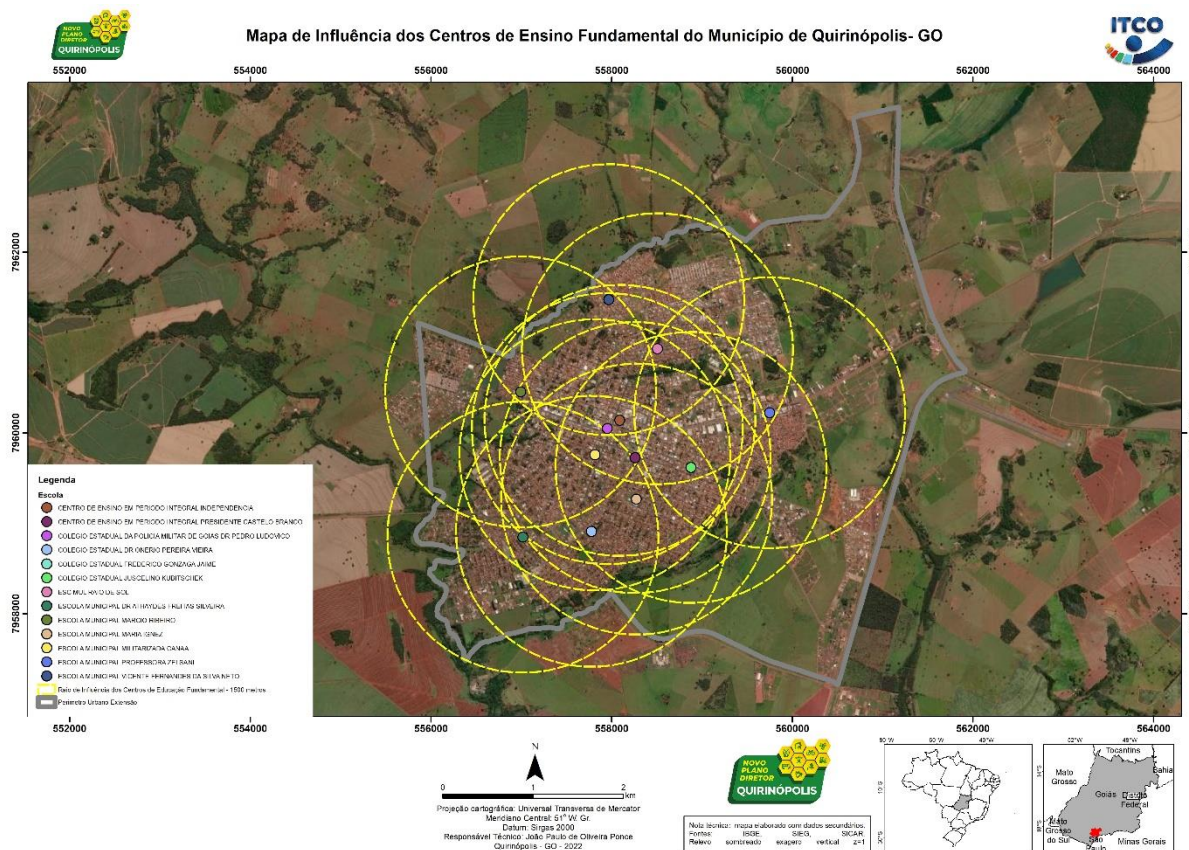 NOVO
PLANO
DIRETOR
QUIRINÓPOLIS
Mapa de Influência dos Centros de Ensino Fundamental do Município de Quirinópolis- GO
ITCO
552000
554000
556000
558000
560000
562000
564000
7962000
7960000
7958000
Legenda
Escola
CENTRO DE ENSINO EM PERIODO INTEGRAL INDEPENDENCIA
CENTRO DE ENSINO EM PERIODO INTEGRAL PRESIDENTE CASTELO BRANCO
COLEGIO ESTADUAL DA POLICIA MILITAR DE GOIAS DR PEDRO LUDOVICO
COLEGIO ESTADUAL DR ONERIO PEREIRA VIEIRA
COLEGIO ESTADUAL FREDERICO GONZAGA JAIME
COLEGIO ESTADUAL JUSCELINO KUBITSCHEK
ESC MUL RAIO DE SOL
ESCOLA MUNICIPAL DR ATHAYDES FREITAS SILVEIRA
ESCOLA MUNICIPAL MARCIO RIBEIRO
ESCOLA MUNICIPAL MARIA IGNEZ
ESCOLA MUNICIPAL MILITARIZADA CANAA
ESCOLA MUNICIPAL PROFESSORA ZELSANI
ESCOLA MUNICIPAL VICENTE FERNANDES DA SILVA NETO
Raio de Influência dos Centros de Educação Fundamental - 1500 metros
Perímetro Urbano Extensão
552000
554000
556000
558000
560000
562000
564000
N
0 1 2
km
Projeção cartográfica: Universal Transversa de Mercator
Meridiano Central: 51° W. Gr.
Datum: Sirgas 2000
Responsável Técnico: João Paulo de Oliveira Ponce
Quirinópolis - GO - 2022
NOVO
PLANO
DIRETOR
QUIRINÓPOLIS
Nota técnica: mapa elaborado com dados secundários.
Fontes: IBGE, SIEG, SICAR.
Relevo sombreado exagero vertical z=1
Tocantins
Mato
Grosso
Bahia
Goiás
Distrito
Federal
Mato
Grosso
do Sul
São
Paulo
Minas Gerais